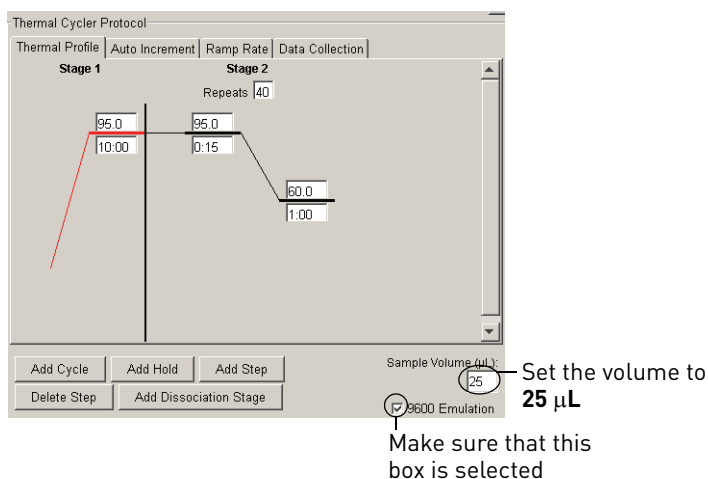 Thermal Cycler Protocol
Thermal Profile Auto Increment Ramp Rate Data Collection
Stage 1 Stage 2
Repeats 40
95.0 95.0
10:00 0:15
60.0
1:00
Add Cycle Add Hold Add Step
Sample Volume (µL):
25
Set the volume to
25 µL
Delete Step Add Dissociation Stage
9600 Emulation
Make sure that this
box is selected